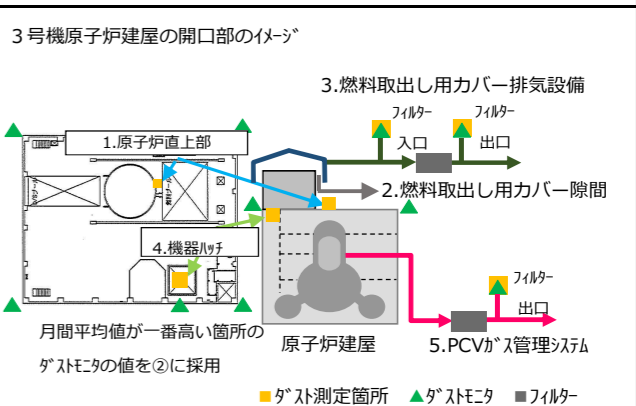 3号機原子炉建屋の開口部のｲﾒｰｼﾞ
3.燃料取出し用カバー排気設備
ﾌｨﾙﾀｰ
ﾌｨﾙﾀｰ
1.原子炉直上部
入口
出口
2.燃料取出し用カバー隙間
4.機器ﾊｯﾁ
ﾌｨﾙﾀｰ
出口
月間平均値が一番高い箇所の
ﾀﾞｽﾄﾓﾆﾀの値を②に採用
原子炉建屋
5.PCVｶﾞｽ管理ｼｽﾃﾑ
ﾀﾞｽﾄ測定箇所
ﾀﾞｽﾄﾓﾆﾀ
ﾌｨﾙﾀｰ